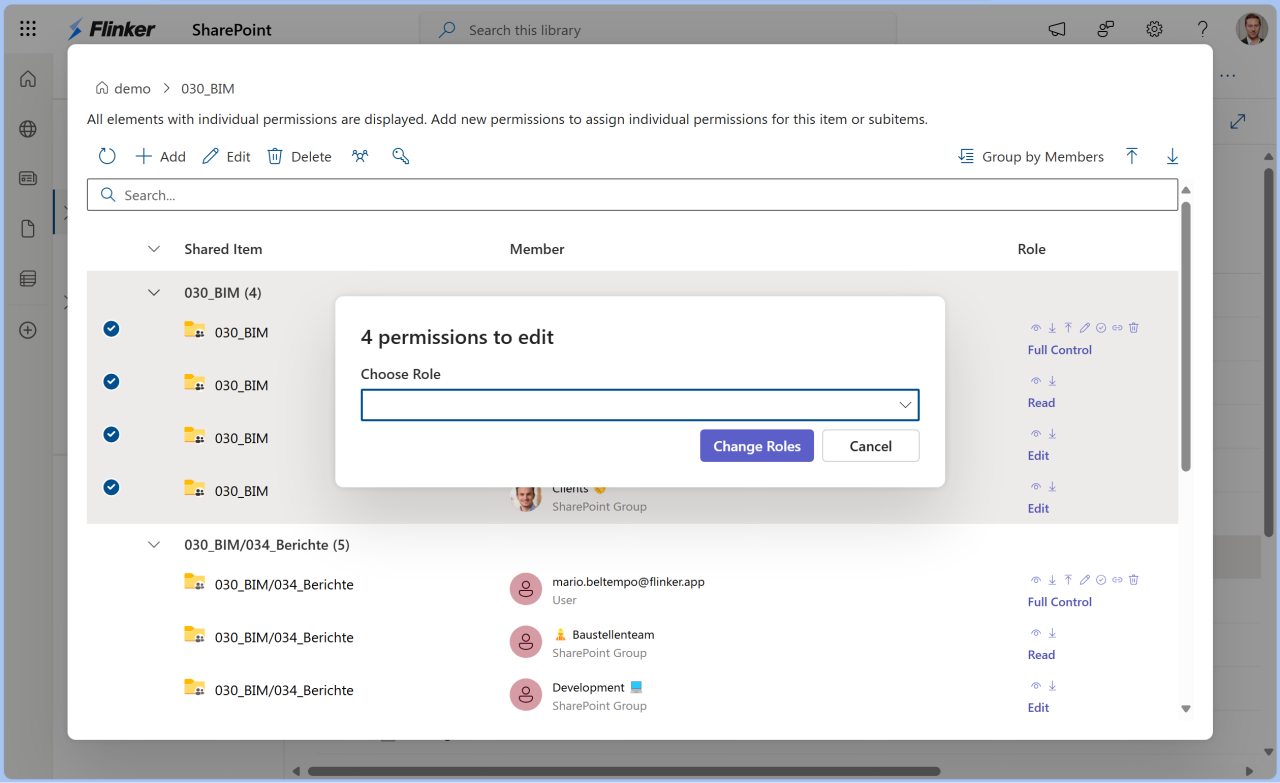 Flinker
SharePoint
Search this library
demo > 030_BIM
All elements with individual permissions are displayed. Add new permissions to assign individual permissions for this item or subitems.
Add Edit Delete Group by Members
Search...
Shared Item Member Role
030_BIM (4)
030_BIM
Full Control
030_BIM
Read
030_BIM
Edit
030_BIM
Clients
SharePoint Group
Edit
4 permissions to edit
Choose Role
Change Roles Cancel
030_BIM/034_Berichte (5)
030_BIM/034_Berichte
mario.beltempo@flinker.app
User
Full Control
030_BIM/034_Berichte
Baustellenteam
SharePoint Group
Read
030_BIM/034_Berichte
Development 💻
SharePoint Group
Edit